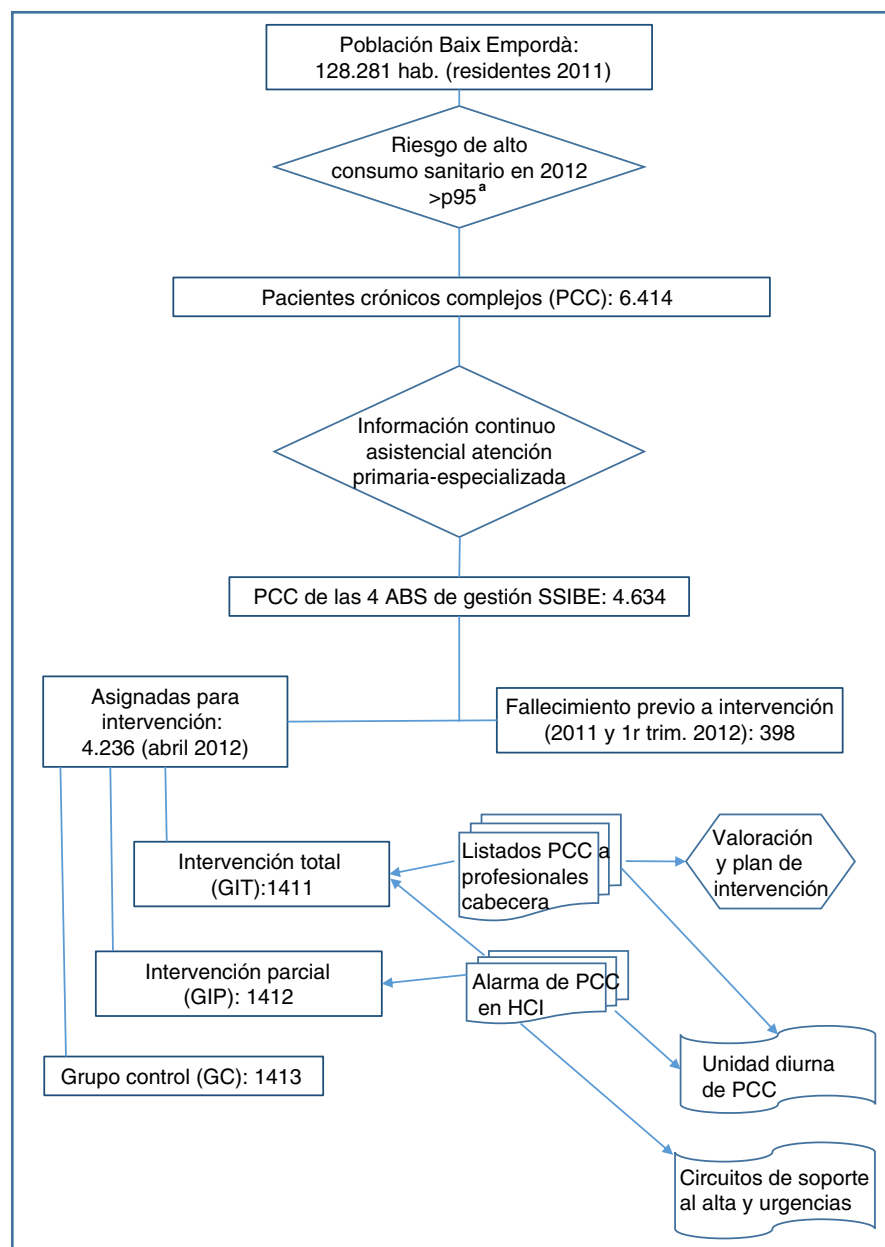 Población Baix Empordà:
128.281 hab. (residentes 2011)
Riesgo de alto
consumo sanitario en 2012
>p95ª
Pacientes crónicos complejos (PCC): 6.414
Información continuo
asistencial atención
primaria-especializada
PCC de las 4 ABS de gestión SSIBE: 4.634
Asignadas para
intervención:
4.236 (abril 2012)
Fallecimiento previo a intervención
(2011 y 1r trim. 2012): 398
Intervención total
(GIT):1411
Listados PCC a
profesionales
cabecera
Valoración
y plan de
intervención
Intervención parcial
(GIP): 1412
Alarma de PCC
en HCI
Grupo control (GC): 1413
Unidad diurna
de PCC
Circuitos de soporte
al alta y urgencias